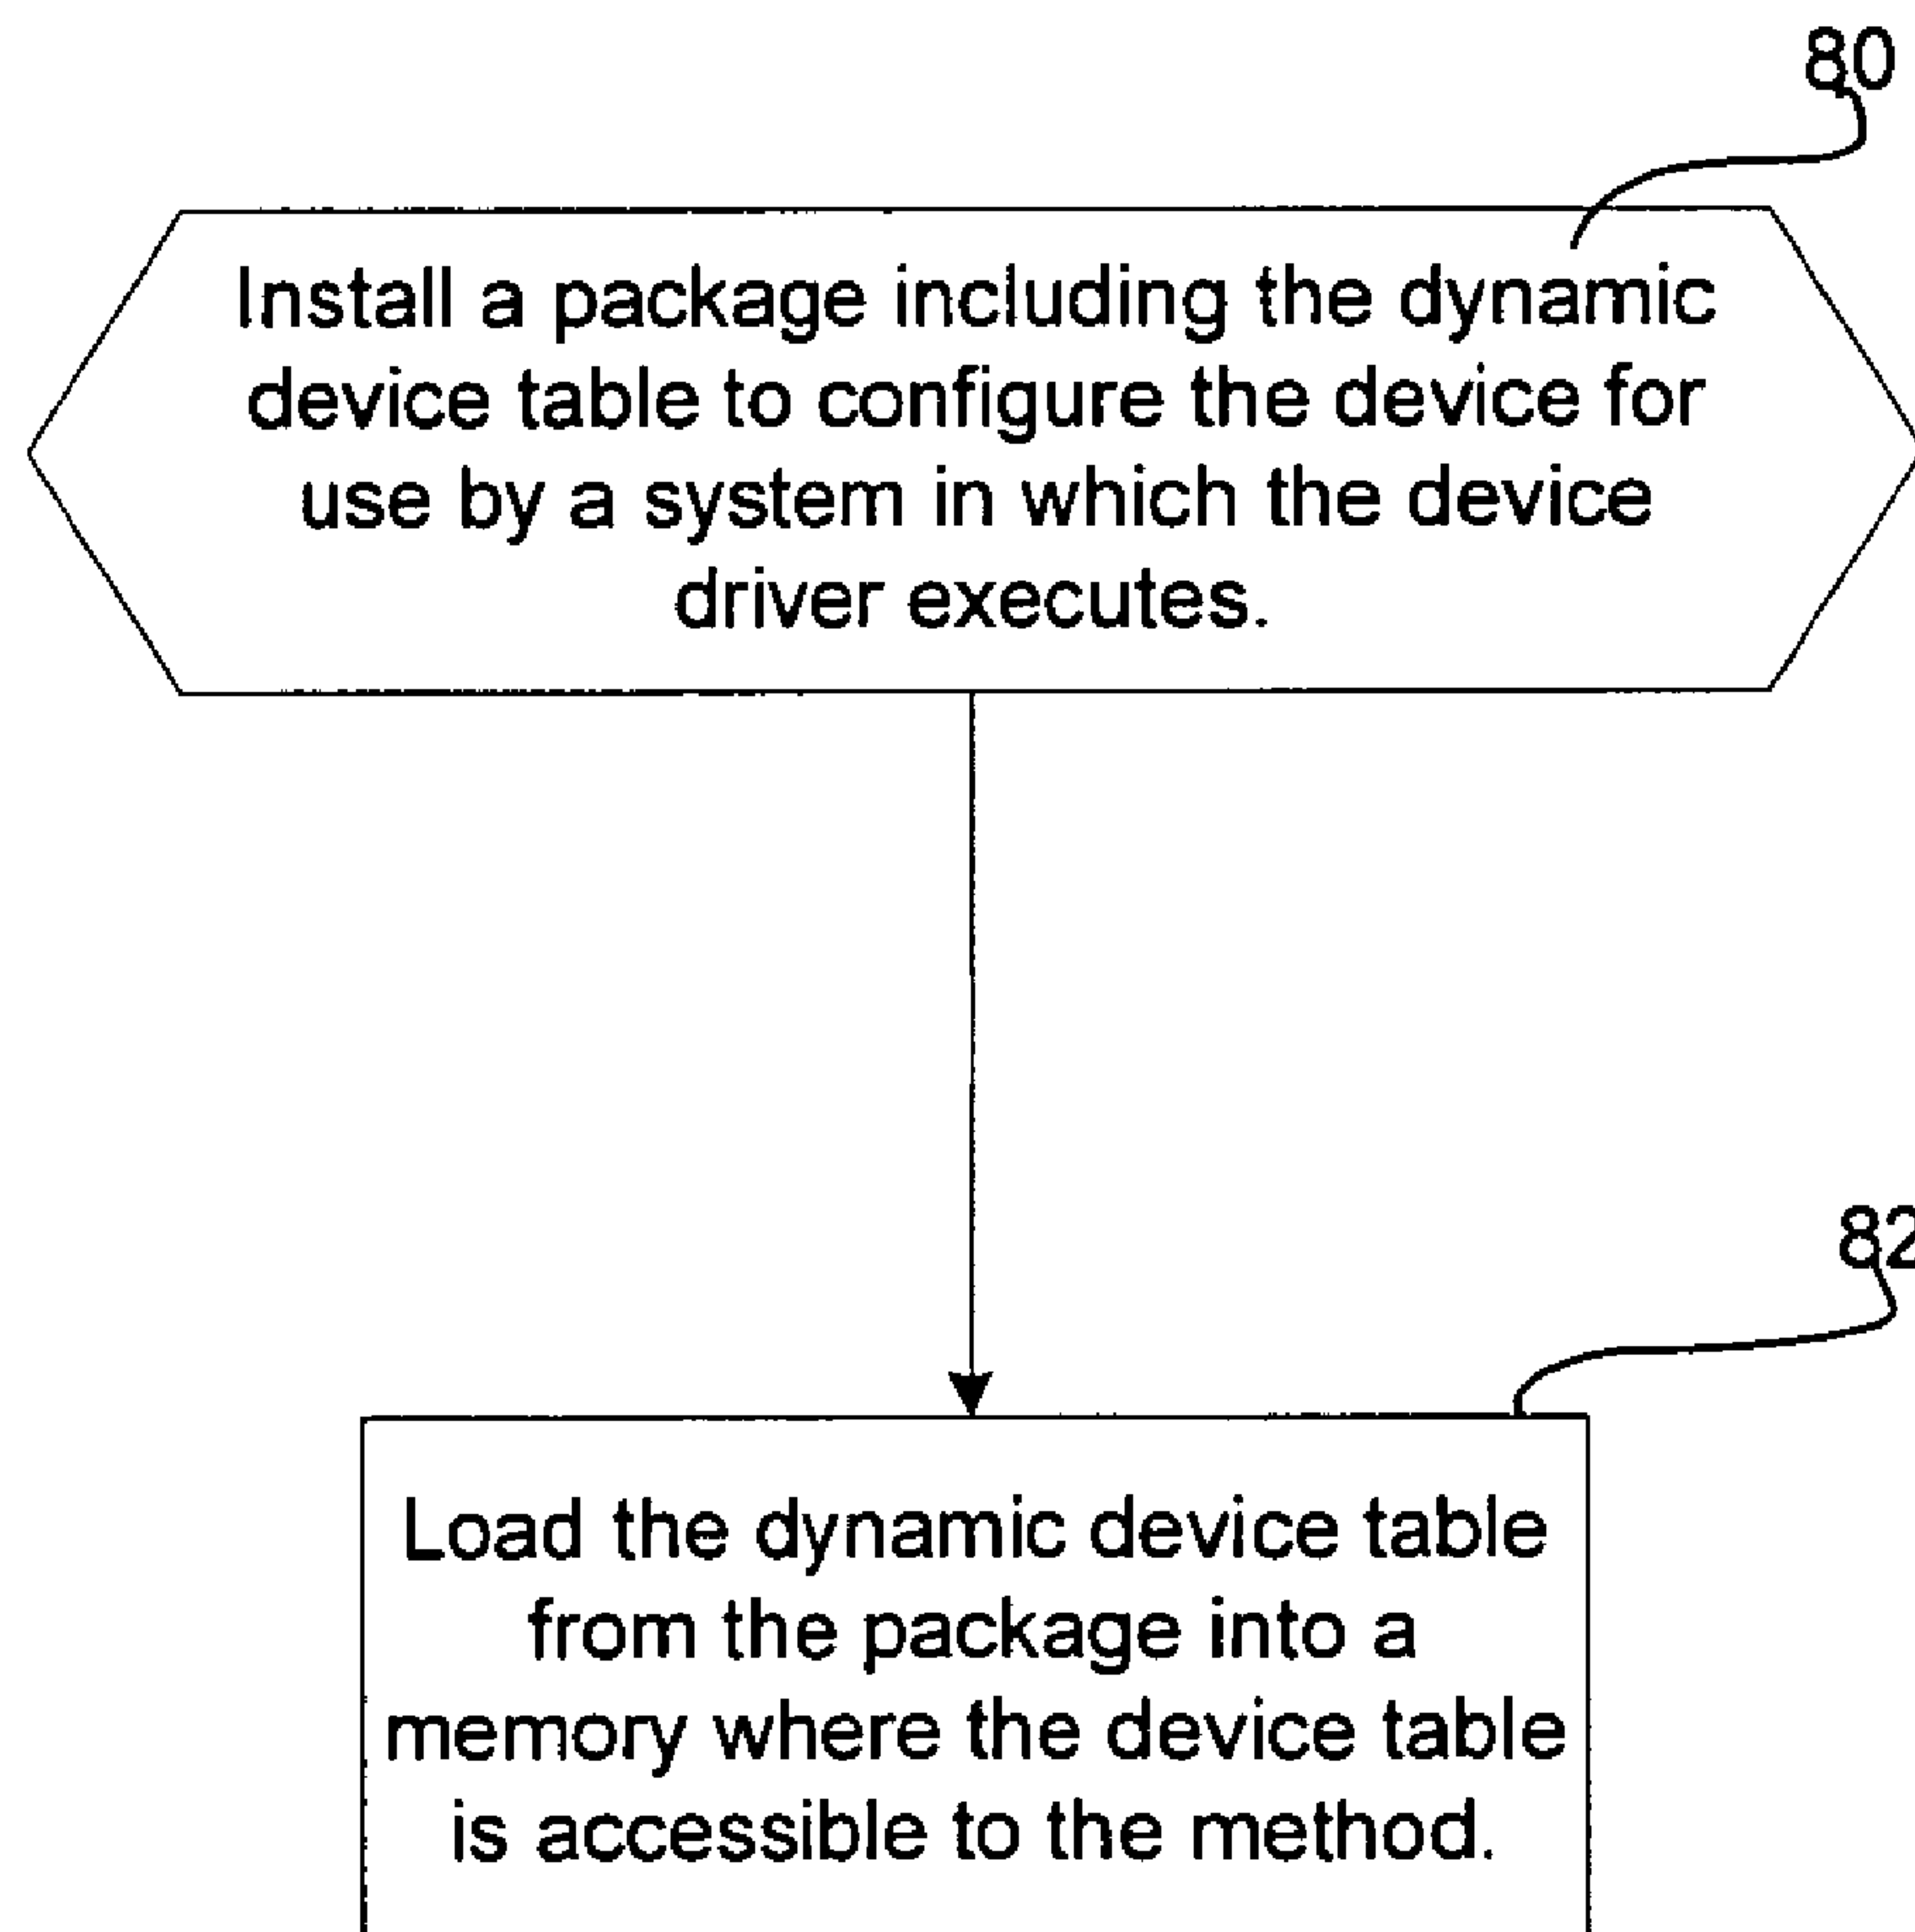 80
Install a package including the dynamic
device table to configure the device for
use by a system in which the device
driver executes.
82
Load the dynamic device table
from the package into a
memory where the device table
is accessible to the method.